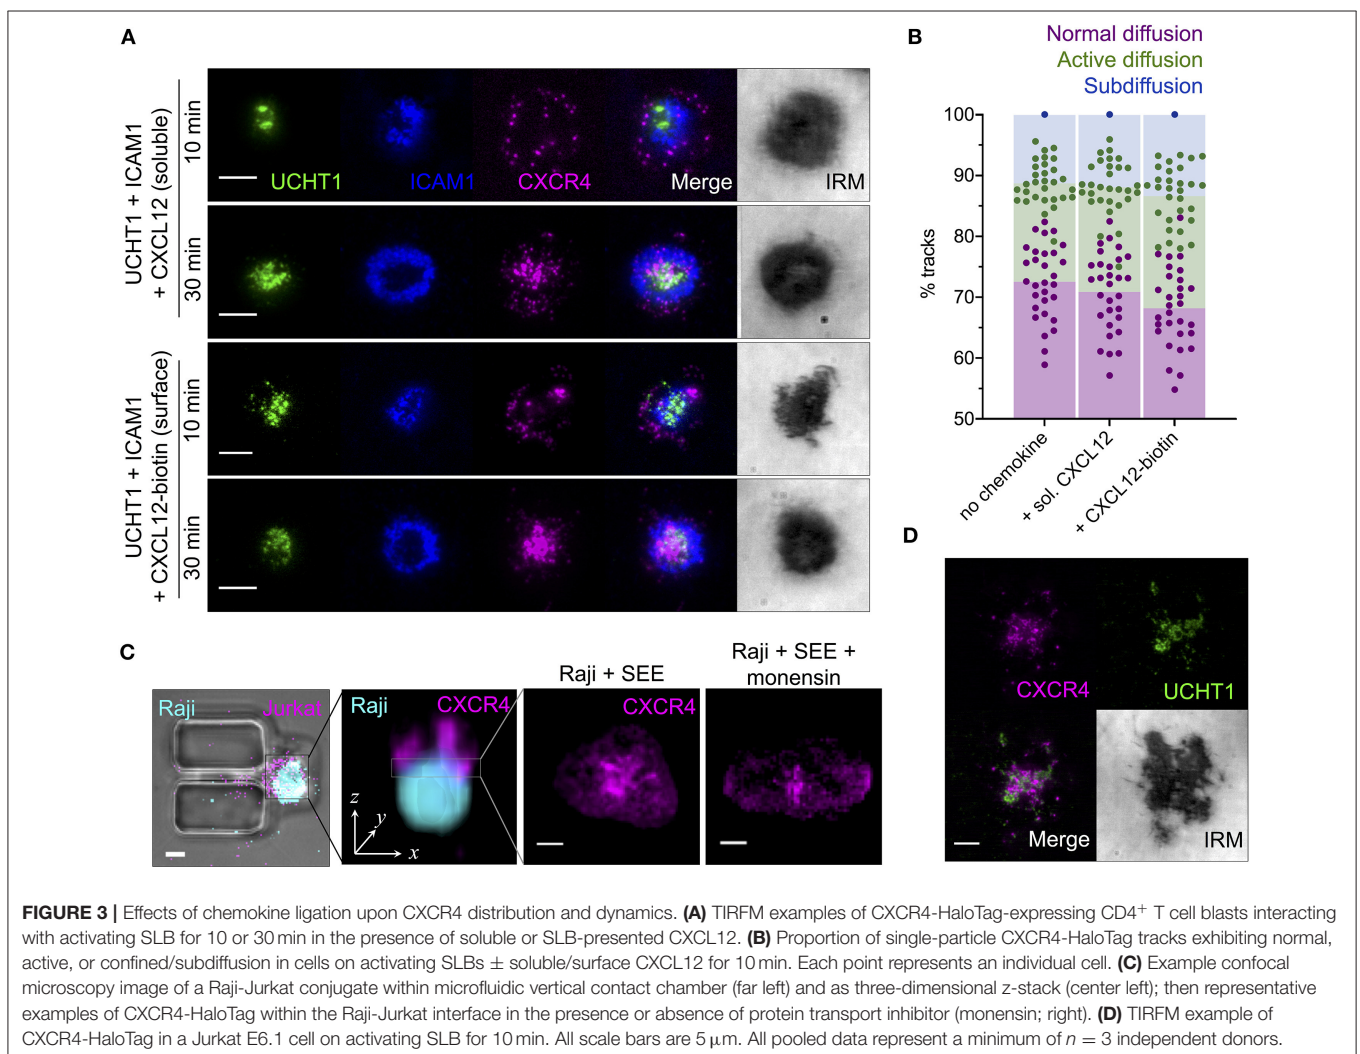 A
UCHT1 + ICAM1
+ CXCL12 (soluble)
10 min
30 min
UCHT1
ICAM1
CXCR4
Merge
IRM
UCHT1 + ICAM1
+ CXCL12-biotin (surface)
10 min
30 min
B
Normal diffusion
Active diffusion
Subdiffusion
% tracks
100
90
80
70
60
50
no chemokine
+ sol. CXCL12
+ CXCL12-biotin
C
Raji
Jurkat
Raji
CXCR4
z
y
x
Raji + SEE
CXCR4
Raji + SEE +
monensin
D
CXCR4
UCHT1
Merge
IRM
FIGURE 3 | Effects of chemokine ligation upon CXCR4 distribution and dynamics. (A) TIRFM examples of CXCR4-HaloTag-expressing CD4+ T cell blasts interacting
with activating SLB for 10 or 30 min in the presence of soluble or SLB-presented CXCL12. (B) Proportion of single-particle CXCR4-HaloTag tracks exhibiting normal,
active, or confined/subdiffusion in cells on activating SLBs ± soluble/surface CXCL12 for 10 min. Each point represents an individual cell. (C) Example confocal
microscopy image of a Raji-Jurkat conjugate within microfluidic vertical contact chamber (far left) and as three-dimensional z-stack (center left); then representative
examples of CXCR4-HaloTag within the Raji-Jurkat interface in the presence or absence of protein transport inhibitor (monensin; right). (D) TIRFM example of
CXCR4-HaloTag in a Jurkat E6.1 cell on activating SLB for 10 min. All scale bars are 5 μm. All pooled data represent a minimum of n = 3 independent donors.